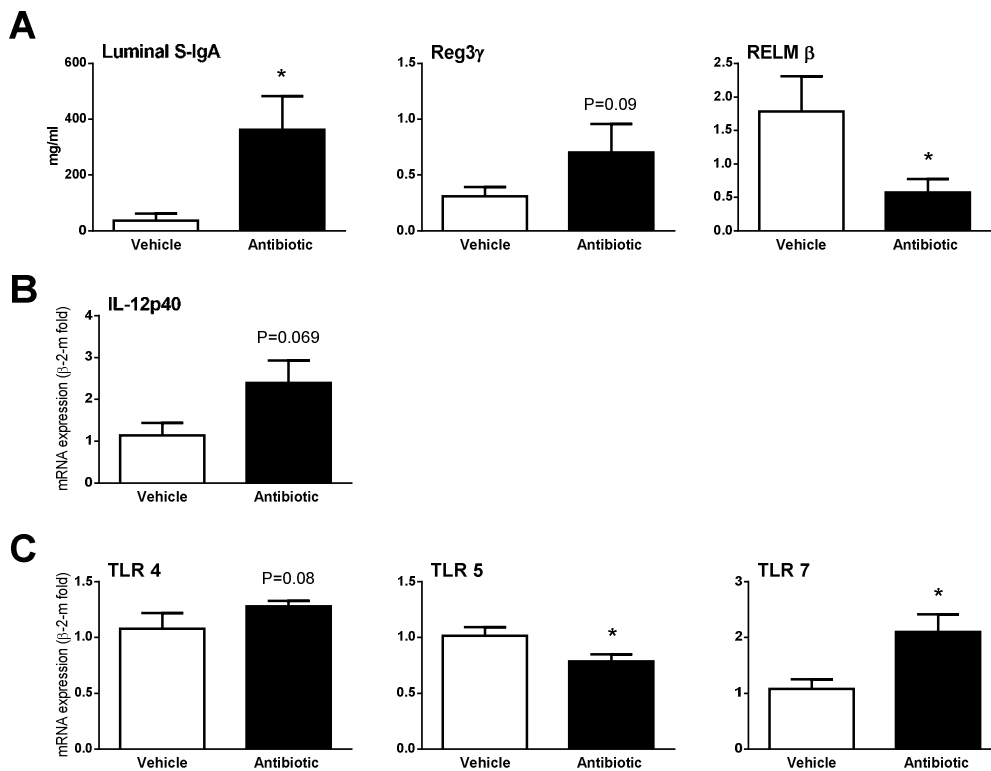 A
Luminal S-IgA
Reg3γ
RELM β
600
400
200
0
mg/ml
*
Vehicle
Antibiotic
1.5
1.0
0.5
0.0
P=0.09
Vehicle
Antibiotic
2.5
2.0
1.5
1.0
0.5
0.0
*
Vehicle
Antibiotic
B
IL-12p40
mRNA expression (β-2-m fold)
4
3
2
1
0
P=0.069
Vehicle
Antibiotic
C
TLR 4
mRNA expression (β-2-m fold)
1.5
1.0
0.5
0.0
P=0.08
Vehicle
Antibiotic
TLR 5
1.5
1.0
0.5
0.0
*
Vehicle
Antibiotic
TLR 7
3
2
1
0
*
Vehicle
Antibiotic